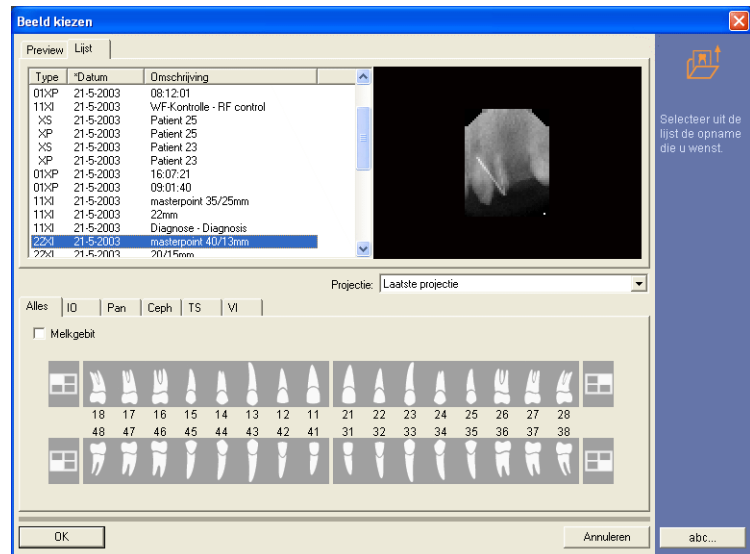 Beeld kiezen
Preview Lijst
Type *Datum Omschrijving
01XP 21-5-2003 08:12:01
11XI 21-5-2003 WF-Kontrolle - RF control
XS 21-5-2003 Patient 25
XP 21-5-2003 Patient 25
XS 21-5-2003 Patient 23
XP 21-5-2003 Patient 23
01XP 21-5-2003 16:07:21
01XP 21-5-2003 09:01:40
11XI 21-5-2003 masterpoint 35/25mm
11XI 21-5-2003 22mm
11XI 21-5-2003 Diagnose - Diagnosis
22XI 21-5-2003 masterpoint 40/13mm
22XI 21-5-2003 20/15mm
Selecteer uit de
lijst de opname
die u wenst.
Projectie: Laatste projectie
Alles IO Pan Ceph TS VI
Melkgebit
18 17 16 15 14 13 12 11 21 22 23 24 25 26 27 28
48 47 46 45 44 43 42 41 31 32 33 34 35 36 37 38
OK Annuleren abc...